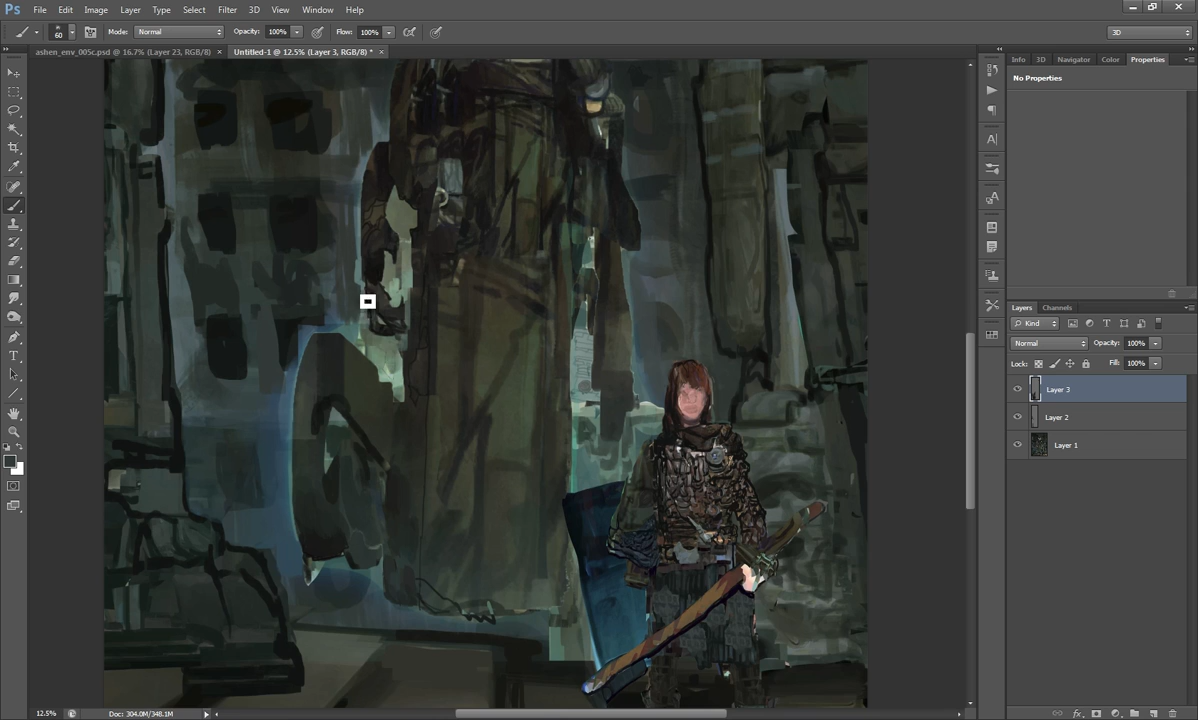 Ps File Edit Image Layer Type Select Filter 3D View Window Help
60 Mode: Normal Opacity: 100% Flow: 100% 3D
ashen_env_005c.psd @ 16.7% (Layer 23, RGB/8) × Untitled-1 @ 12.5% (Layer 3, RGB/8) * ×
Info 3D Navigator Color Properties
No Properties
Layers Channels
Kind
Normal Opacity: 100%
Lock: Fill: 100%
Layer 3
Layer 2
Layer 1
12.5% Doc: 304.0M/348.1M